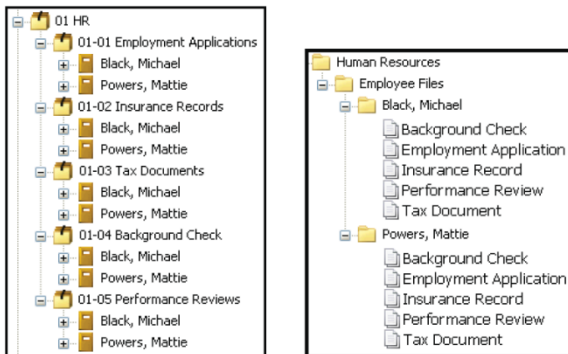 01 HR
01-01 Employment Applications
Black, Michael
Powers, Mattie
01-02 Insurance Records
Black, Michael
Powers, Mattie
01-03 Tax Documents
Black, Michael
Powers, Mattie
01-04 Background Check
Black, Michael
Powers, Mattie
01-05 Performance Reviews
Black, Michael
Powers, Mattie
Human Resources
Employee Files
Black, Michael
Background Check
Employment Application
Insurance Record
Performance Review
Tax Document
Powers, Mattie
Background Check
Employment Application
Insurance Record
Performance Review
Tax Document